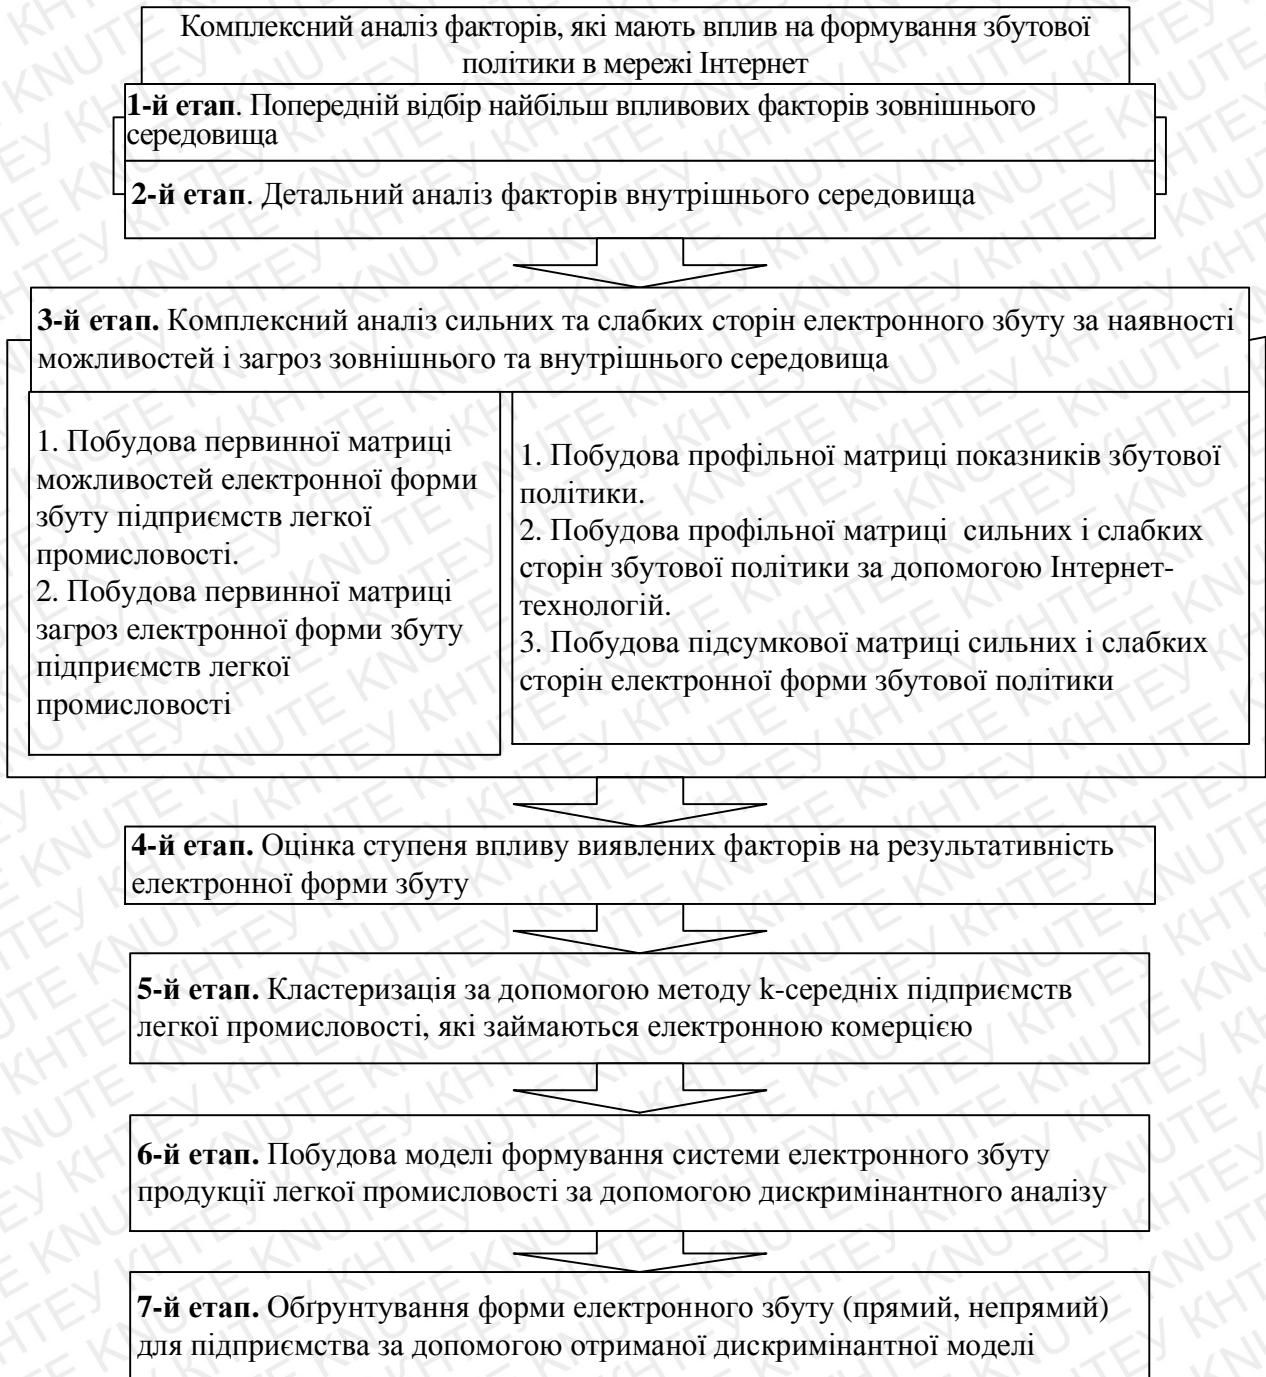 Комплексний аналіз факторів, які мають вплив на формування збутової
політики в мережі Інтернет
1-й етап. Попередній відбір найбільш впливових факторів зовнішнього
середовища
2-й етап. Детальний аналіз факторів внутрішнього середовища
3-й етап. Комплексний аналіз сильних та слабких сторін електронного збуту за наявності
можливостей і загроз зовнішнього та внутрішнього середовища
1. Побудова первинної матриці
можливостей електронної форми
збуту підприємств легкої
промисловості.
2. Побудова первинної матриці
загроз електронної форми збуту
підприємств легкої
промисловості
1. Побудова профільної матриці показників збутової
політики.
2. Побудова профільної матриці сильних і слабких
сторін збутової політики за допомогою Інтернет-
технологій.
3. Побудова підсумкової матриці сильних і слабких
сторін електронної форми збутової політики
4-й етап. Оцінка ступеня впливу виявлених факторів на результативність
електронної форми збуту
5-й етап. Кластеризація за допомогою методу k-середніх підприємств
легкої промисловості, які займаються електронною комерцією
6-й етап. Побудова моделі формування системи електронного збуту
продукції легкої промисловості за допомогою дискримінантного аналізу
7-й етап. Обґрунтування форми електронного збуту (прямий, непрямий)
для підприємства за допомогою отриманої дискримінантної моделі